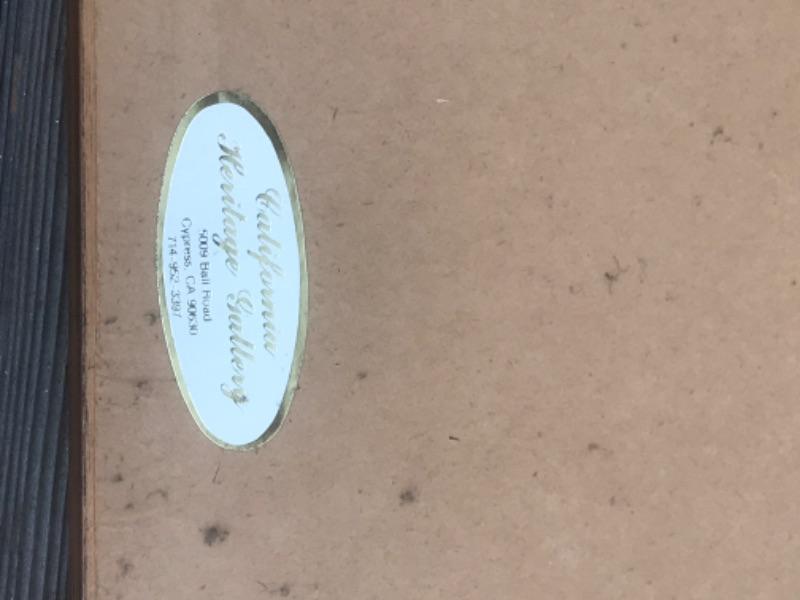 California
Heritage Gallery
5009 Ball Road
Cypress, CA 90630
714-952-3397